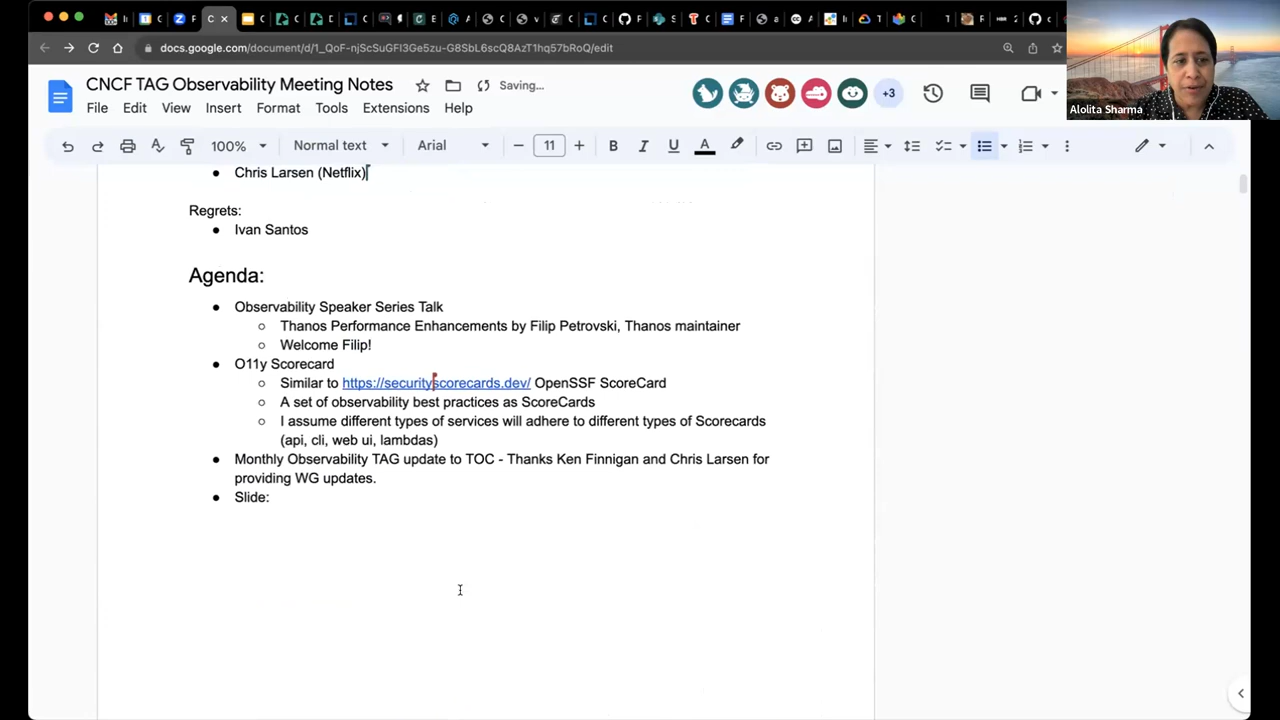 docs.google.com/document/d/1_QoF-njScSuGFI3Ge5zu-G8SbL6scQ8AzT1hq57bRoQ/edit
Alolita Sharma
CNCF TAG Observability Meeting Notes
Saving...
File Edit View Insert Format Tools Extensions Help
+3
100% Normal text Arial 11
Chris Larsen (Netflix)
Regrets:
Ivan Santos
Agenda:
Observability Speaker Series Talk
Thanos Performance Enhancements by Filip Petrovski, Thanos maintainer
Welcome Filip!
O11y Scorecard
Similar to https://securityscorecards.dev/ OpenSSF ScoreCard
A set of observability best practices as ScoreCards
I assume different types of services will adhere to different types of Scorecards
(api, cli, web ui, lambdas)
Monthly Observability TAG update to TOC - Thanks Ken Finnigan and Chris Larsen for
providing WG updates.
Slide: